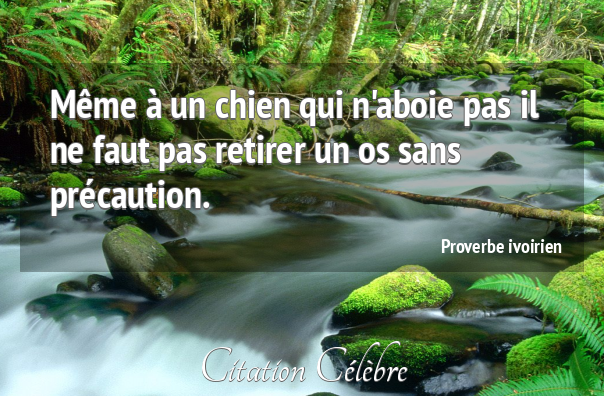 Même à un chien qui n'aboie pas il
ne faut pas retirer un os sans
précaution.
Proverbe ivoirien
Citation Célèbre